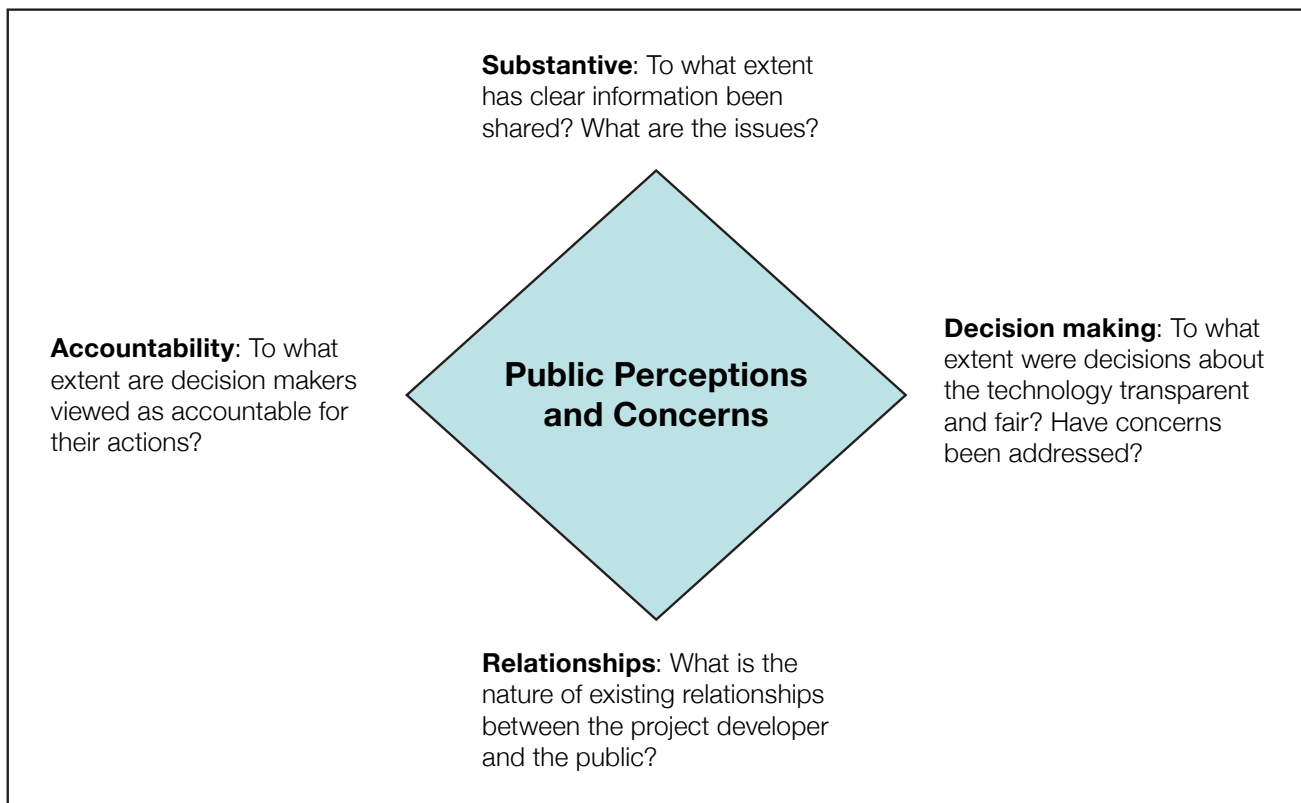 Substantive: To what extent
has clear information been
shared? What are the issues?
Accountability: To what
extent are decision makers
viewed as accountable for
their actions?
Public Perceptions
and Concerns
Decision making: To what
extent were decisions about
the technology transparent
and fair? Have concerns
been addressed?
Relationships: What is the
nature of existing relationships
between the project developer
and the public?